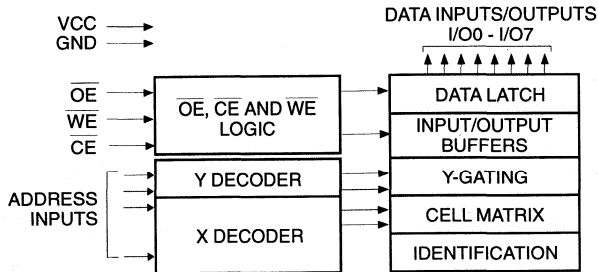 DATA INPUTS/OUTPUTS
I/O0 - I/O7
VCC
GND
OE
WE
CE
OE, CE AND WE
LOGIC
DATA LATCH
INPUT/OUTPUT
BUFFERS
ADDRESS
INPUTS
Y DECODER
X DECODER
Y-GATING
CELL MATRIX
IDENTIFICATION